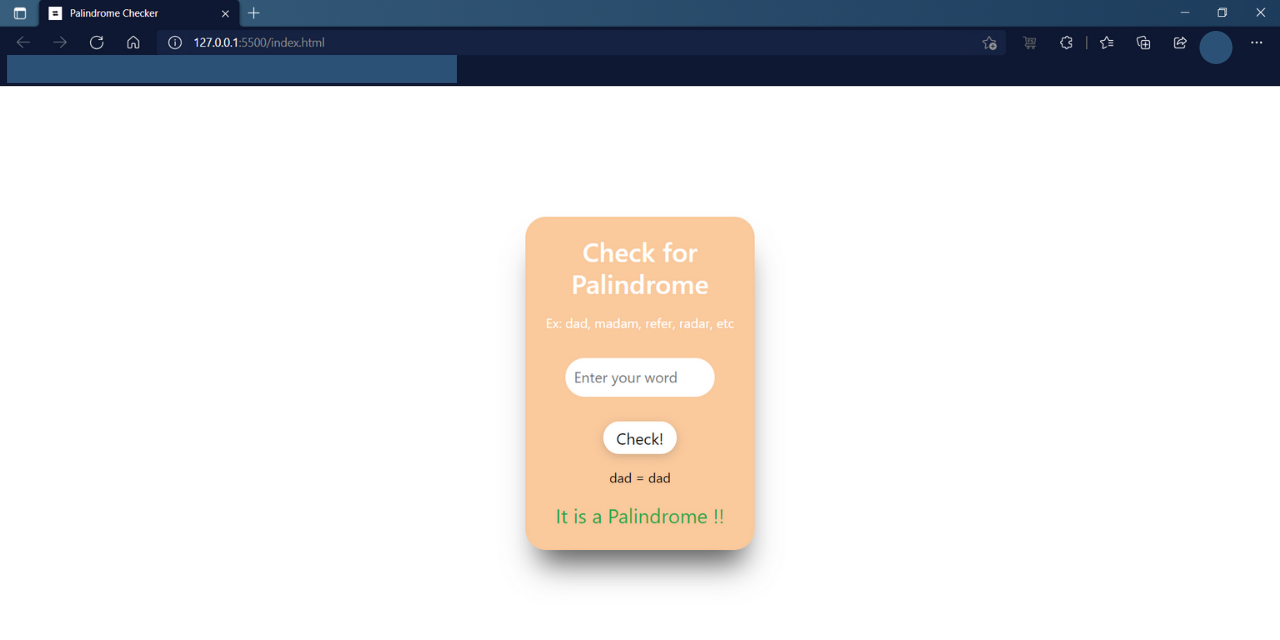 Palindrome Checker
127.0.0.1:5500/index.html
Check for
Palindrome
Ex: dad, madam, refer, radar, etc
Enter your word
Check!
dad = dad
It is a Palindrome !!